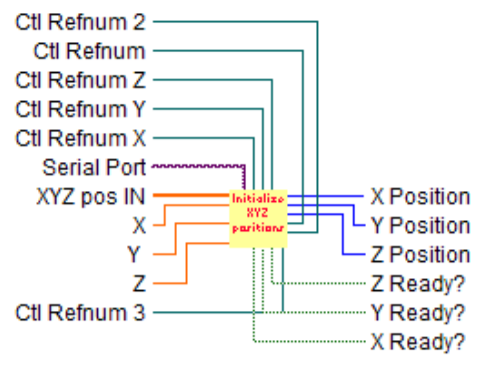 Ctl Refnum 2
Ctl Refnum
Ctl Refnum Z
Ctl Refnum Y
Ctl Refnum X
Serial Port
XYZ pos IN
X
Y
Z
Ctl Refnum 3
Initialize
XYZ
positions
X Position
Y Position
Z Position
Z Ready?
Y Ready?
X Ready?